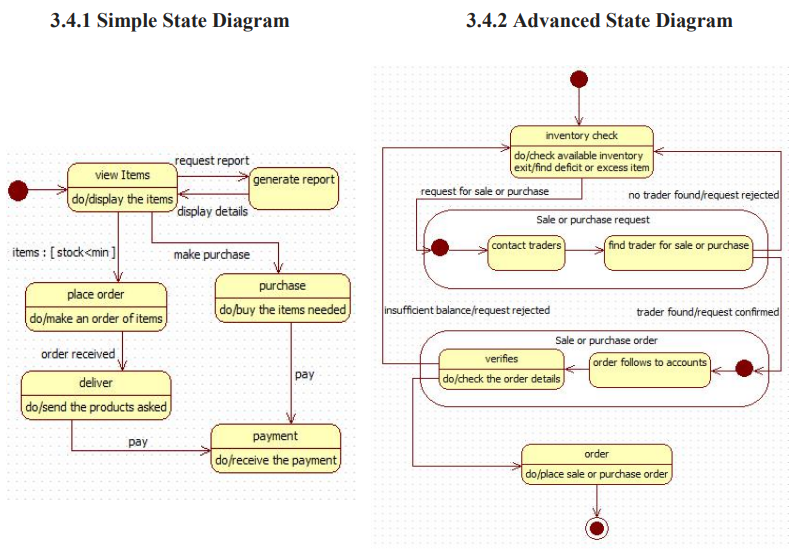 3.4.1 Simple State Diagram
view Items
do/display the items
request report
generate report
display details
items : [ stock<min ]
make purchase
place order
do/make an order of items
purchase
do/buy the items needed
order received
deliver
do/send the products asked
pay
pay
payment
do/receive the payment
3.4.2 Advanced State Diagram
inventory check
do/check available inventory
exit/find deficit or excess item
request for sale or purchase
no trader found/request rejected
Sale or purchase request
contact traders
find trader for sale or purchase
insufficient balance/request rejected
trader found/request confirmed
Sale or purchase order
verifies
do/check the order details
order follows to accounts
order
do/place sale or purchase order